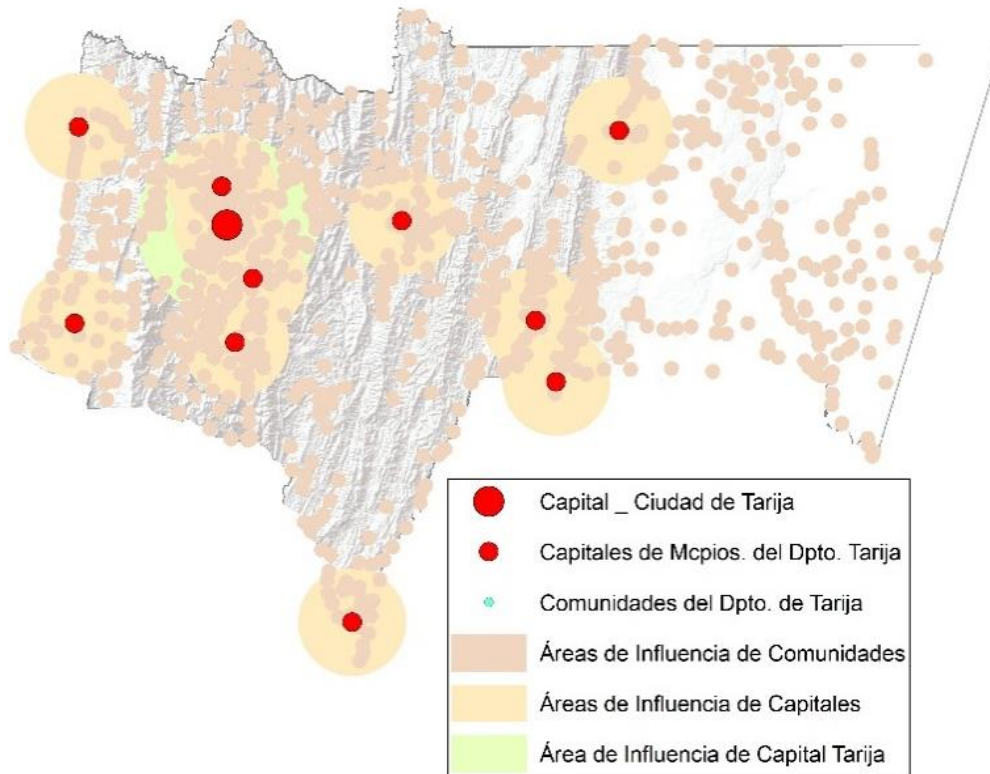 Capital _ Ciudad de Tarija
Capitales de Mcpios. del Dpto. Tarija
Comunidades del Dpto. de Tarija
Áreas de Influencia de Comunidades
Áreas de Influencia de Capitales
Área de Influencia de Capital Tarija